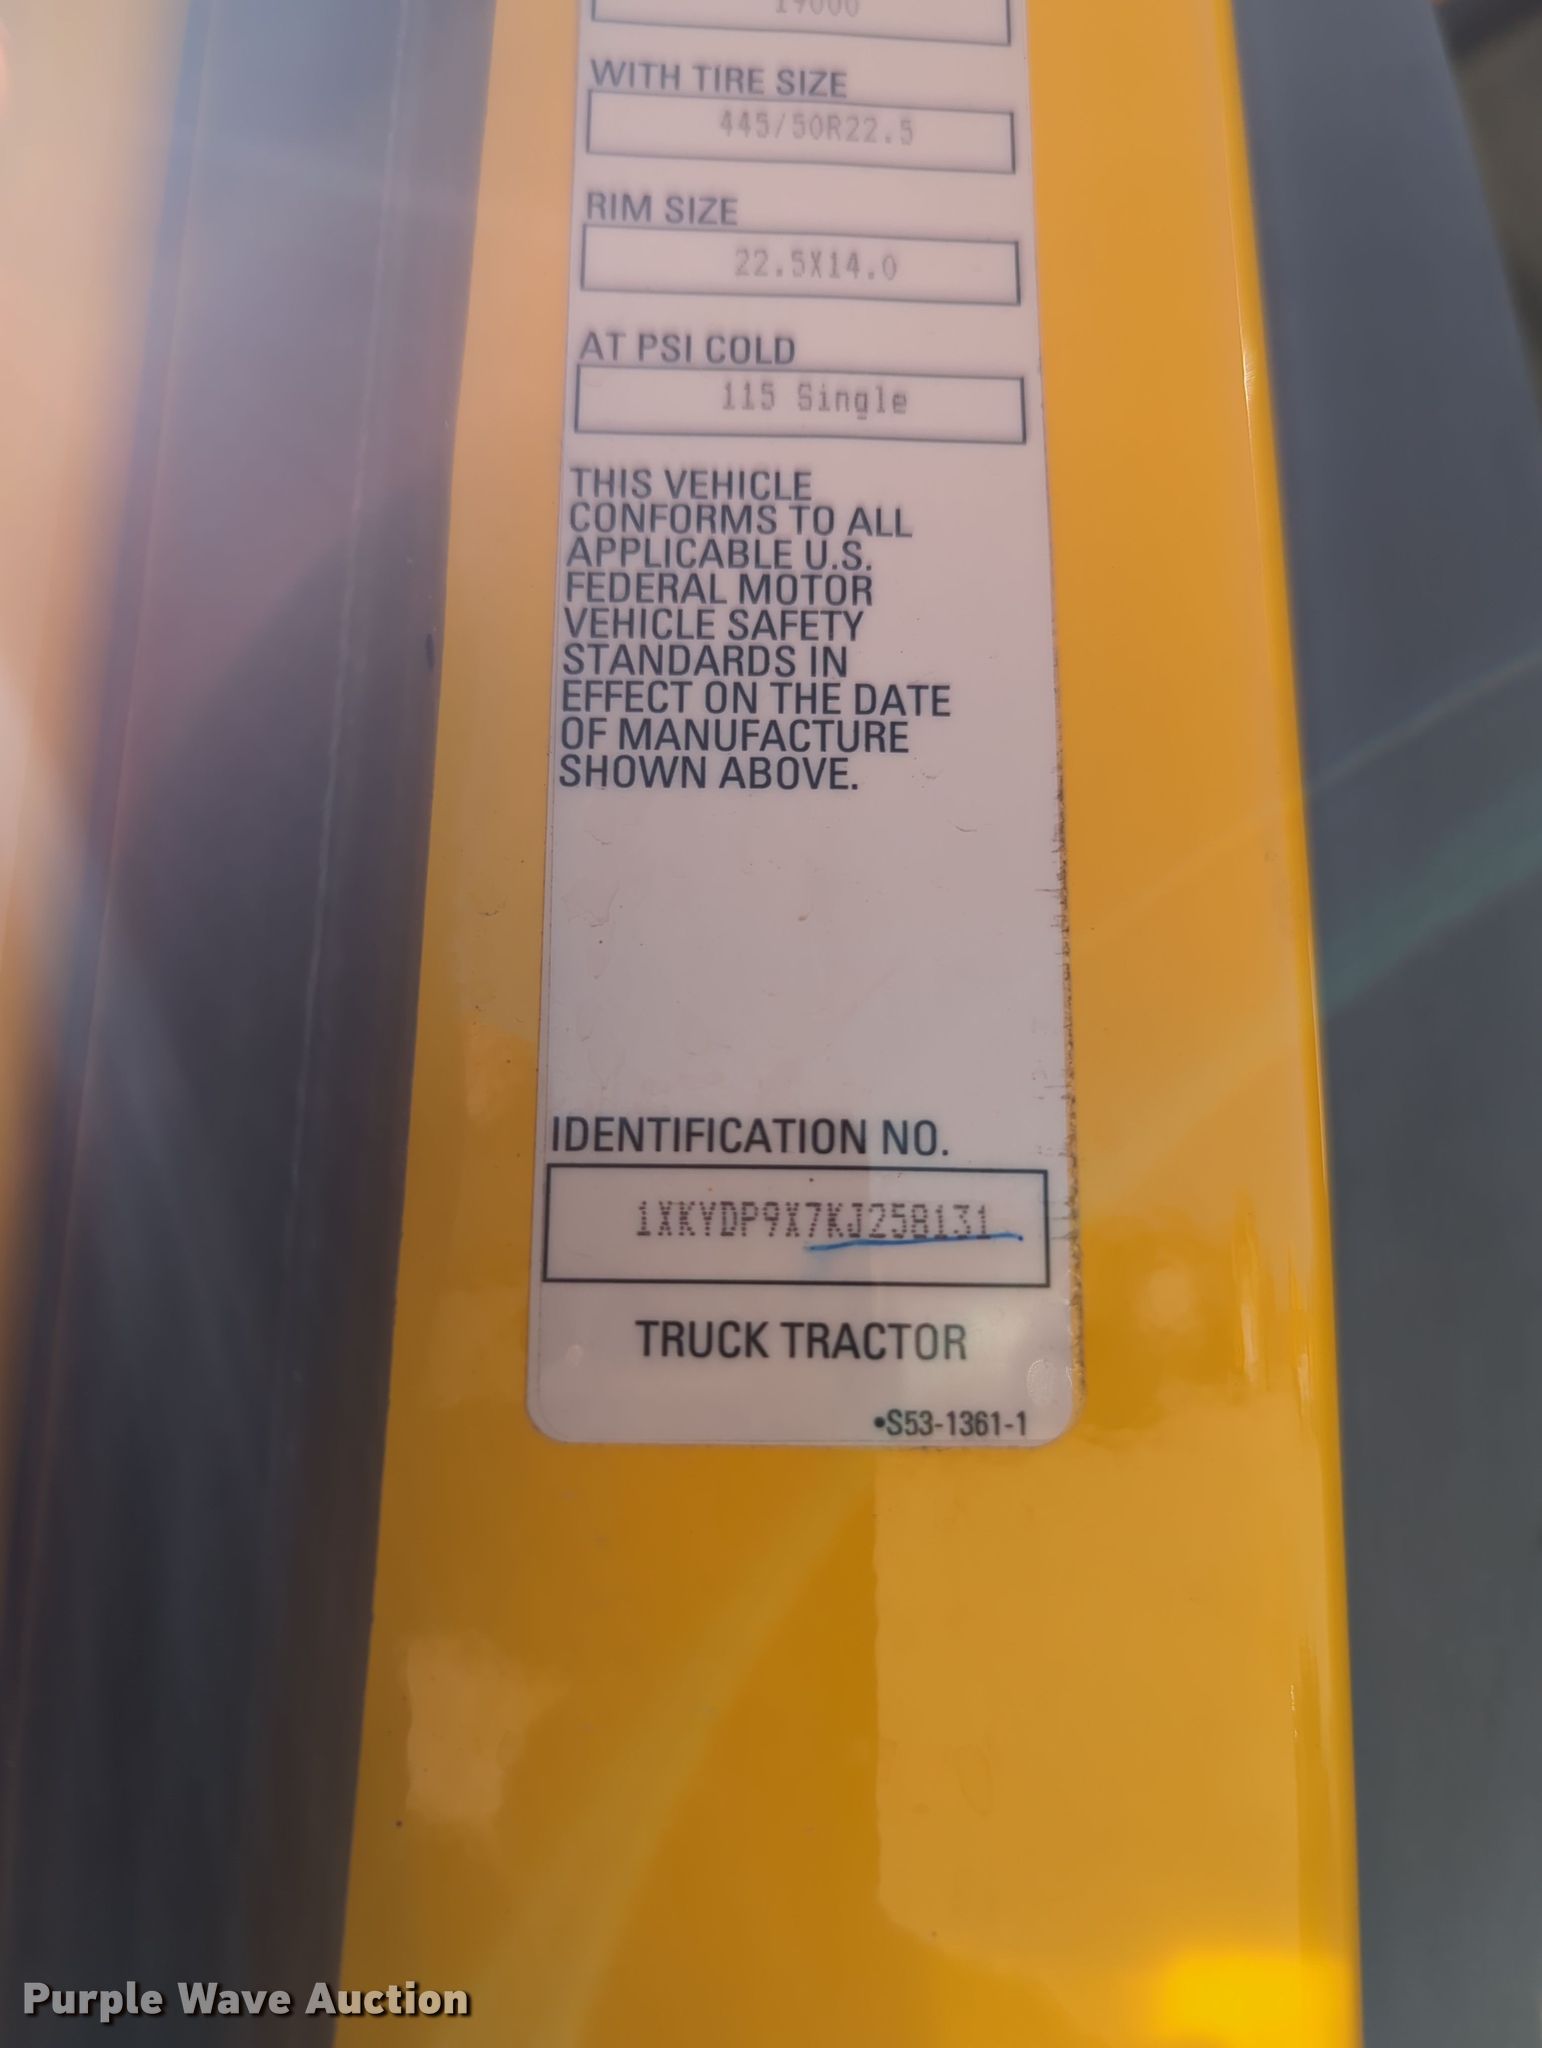 19000
WITH TIRE SIZE
445/50R22.5
RIM SIZE
22.5X14.0
AT PSI COLD
115 Single
THIS VEHICLE
CONFORMS TO ALL
APPLICABLE U.S.
FEDERAL MOTOR
VEHICLE SAFETY
STANDARDS IN
EFFECT ON THE DATE
OF MANUFACTURE
SHOWN ABOVE.
IDENTIFICATION NO.
1XKYDP9X7KJ258131
TRUCK TRACTOR
•S53-1361-1
Purple Wave Auction